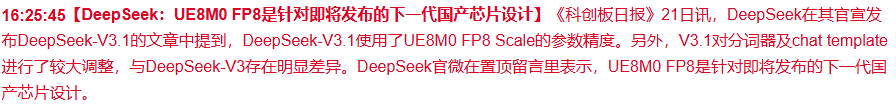 16:25:45【DeepSeek：UE8M0 FP8是针对即将发布的下一代国产芯片设计】《科创板日报》21日讯，DeepSeek在其官宣发
布DeepSeek-V3.1的文章中提到，DeepSeek-V3.1使用了UE8M0 FP8 Scale的参数精度。另外，V3.1对分词器及chat template
进行了较大调整，与DeepSeek-V3存在明显差异。DeepSeek官微在置顶留言里表示，UE8M0 FP8是针对即将发布的下一代国
产芯片设计。